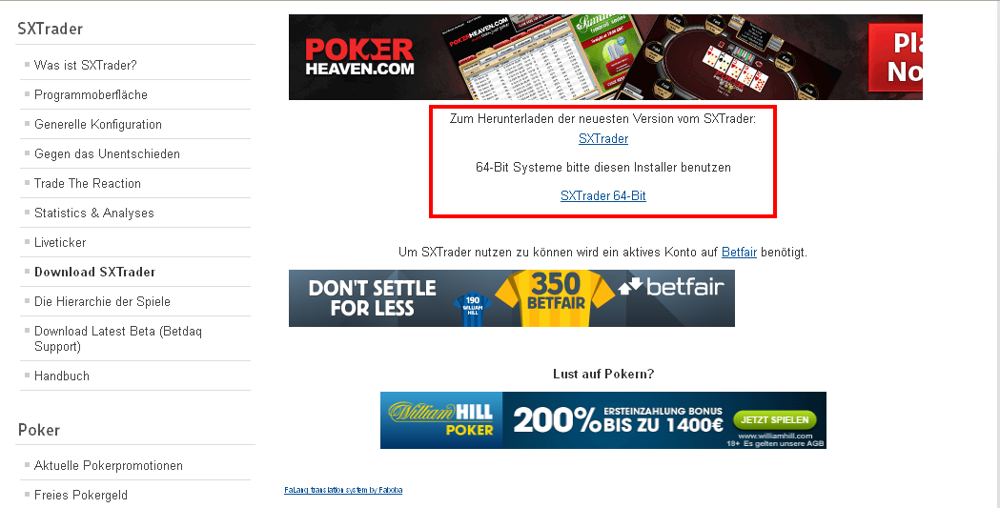 SXTrader
Was ist SXTrader?
Programmoberfläche
Generelle Konfiguration
Gegen das Unentschieden
Trade The Reaction
Statistics & Analyses
Liveticker
Download SXTrader
Die Hierarchie der Spiele
Download Latest Beta (Betdaq
Support)
Handbuch
Poker
Aktuelle Pokerpromotionen
Freies Pokergeld
POKER
HEAVEN.COM
Zum Herunterladen der neuesten Version vom SXTrader:
SXTrader
64-Bit Systeme bitte diesen Installer benutzen
SXTrader 64-Bit
Um SXTrader nutzen zu können wird ein aktives Konto auf Betfair benötigt.
DON'T SETTLE
FOR LESS
190
WILLIAM
HILL
350
BETFAIR
betfair
Lust auf Pokern?
William HILL
POKER
200% ERSTEINZAHLUNG BONUS
BIS ZU 1400€
JETZT SPIELEN
www.williamhill.com
18+ Es gelten unsere AGB
FaLang translation system by Faboba